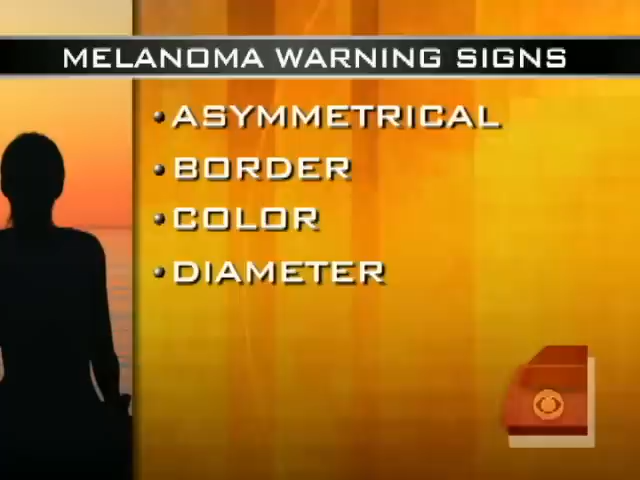 MELANOMA WARNING SIGNS
• ASYMMETRICAL
• BORDER
• COLOR
• DIAMETER